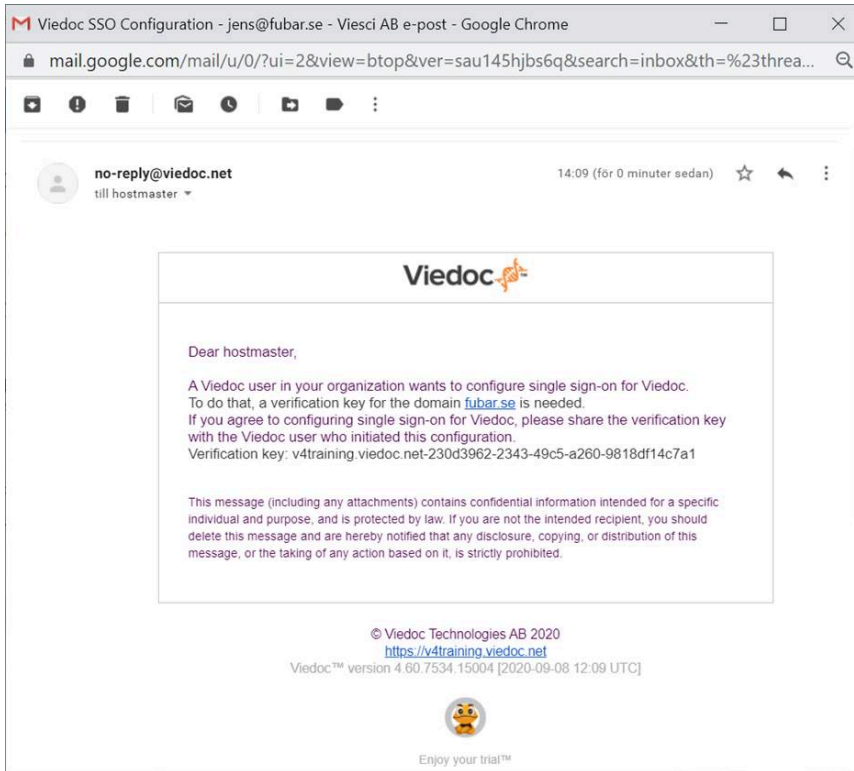 Viedoc SSO Configuration - jens@fubar.se - Viesci AB e-post - Google Chrome
mail.google.com/mail/u/0/?ui=2&view=btop&ver=sau145hjbs6q&search=inbox&th=%23threa...
no-reply@viedoc.net
14:09 (för 0 minuter sedan)
till hostmaster
Viedoc™
Dear hostmaster,
A Viedoc user in your organization wants to configure single sign-on for Viedoc.
To do that, a verification key for the domain fubar.se is needed.
If you agree to configuring single sign-on for Viedoc, please share the verification key
with the Viedoc user who initiated this configuration.
Verification key: v4training.viedoc.net-230d3962-2343-49c5-a260-9818df14c7a1
This message (including any attachments) contains confidential information intended for a specific
individual and purpose, and is protected by law. If you are not the intended recipient, you should
delete this message and are hereby notified that any disclosure, copying, or distribution of this
message, or the taking of any action based on it, is strictly prohibited.
© Viedoc Technologies AB 2020
https://v4training.viedoc.net
Viedoc™ version 4.60.7534.15004 [2020-09-08 12:09 UTC]
Enjoy your trial™